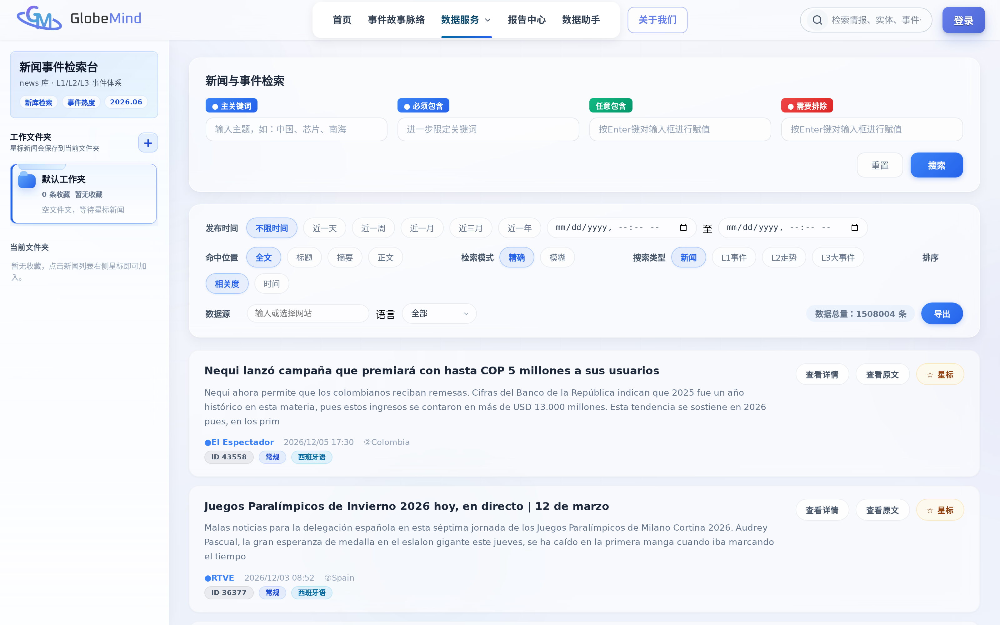 GM GlobeMind
首页 事件故事脉络 数据服务 报告中心 数据助手 关于我们 检索情报、实体、事件· 登录
新闻事件检索台
news 库 · L1/L2/L3 事件体系
新库检索 事件热度 2026.06
工作文件夹
星标新闻会保存到当前文件夹
+
默认工作夹
0 条收藏 暂无收藏
空文件夹，等待星标新闻
当前文件夹
暂无收藏，点击新闻列表右侧星标即可加
入。
新闻与事件检索
● 主关键词 ● 必须包含 任意包含 ● 需要排除
输入主题，如：中国、芯片、南海 进一步限定关键词 按Enter键对输入框进行赋值 按Enter键对输入框进行赋值
重置 搜索
发布时间 不限时间 近一天 近一周 近一月 近三月 近一年 mm/dd/yyyy, --:-- -- 至 mm/dd/yyyy, --:-- --
命中位置 全文 标题 摘要 正文 检索模式 精确 模糊 搜索类型 新闻 L1事件 L2走势 L3大事件 排序
相关度 时间
数据源 输入或选择网站 语言 全部 数据总量：1508004 条 导出
Nequi lanzó campaña que premiará con hasta COP 5 millones a sus usuarios
查看详情 查看原文 ☆ 星标
Nequi ahora permite que los colombianos reciban remesas. Cifras del Banco de la República indican que 2025 fue un año
histórico en esta materia, pues estos ingresos se contaron en más de USD 13.000 millones. Esta tendencia se sostiene en 2026
pues, en los prim
●El Espectador 2026/12/05 17:30 ②Colombia
ID 43558 常规 西班牙语
Juegos Paralímpicos de Invierno 2026 hoy, en directo | 12 de marzo
查看详情 查看原文 ☆ 星标
Malas noticias para la delegación española en esta séptima jornada de los Juegos Paralímpicos de Milano Cortina 2026. Audrey
Pascual, la gran esperanza de medalla en el eslalon gigante este jueves, se ha caído en la primera manga cuando iba marcando
el tiempo
●RTVE 2026/12/03 08:52 ②Spain
ID 36377 常规 西班牙语